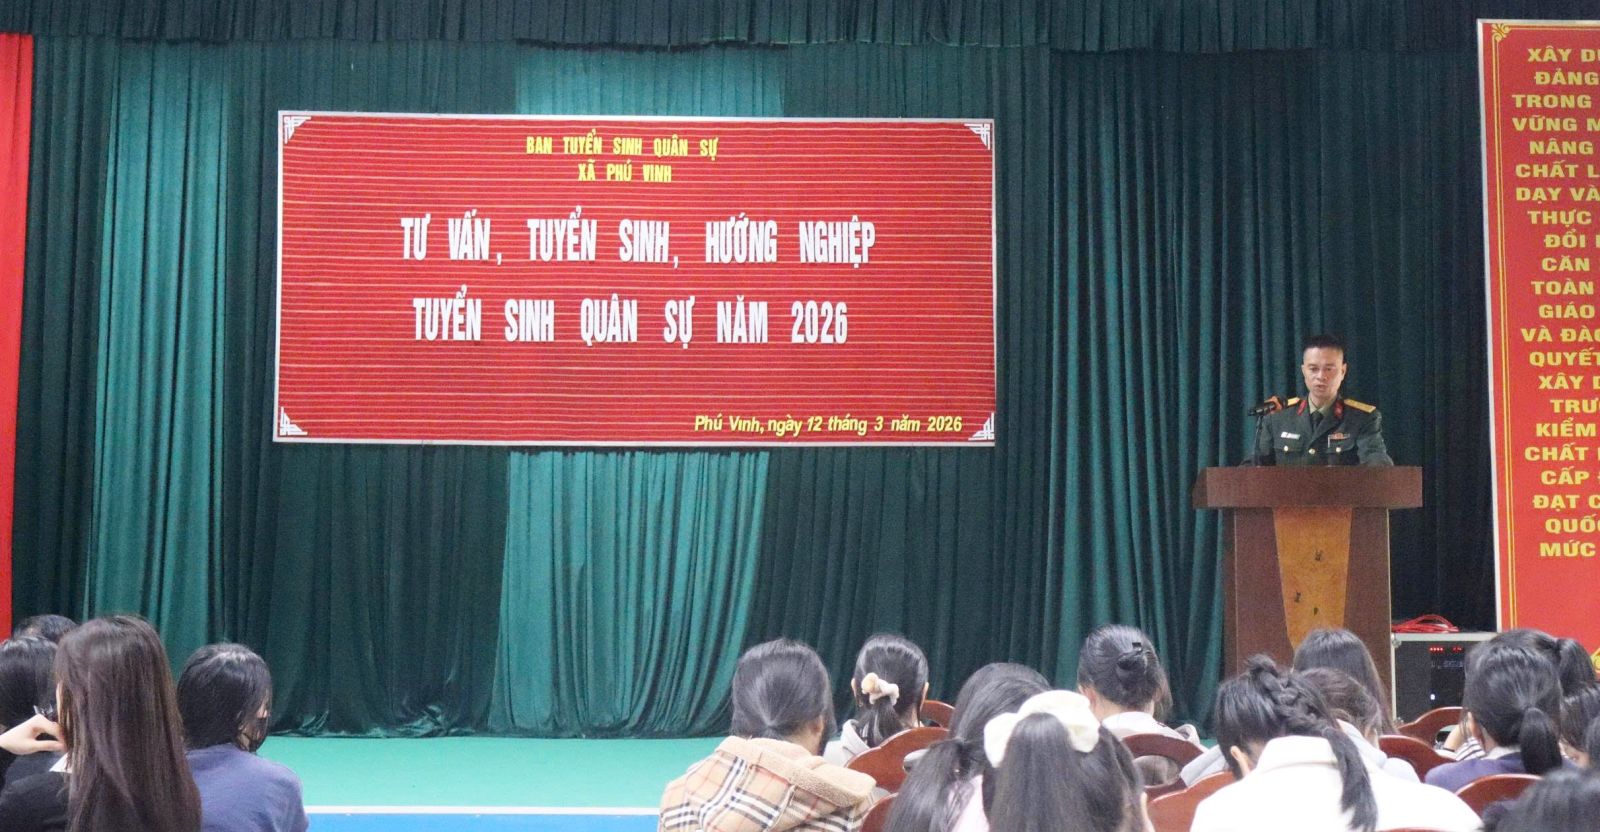 BAN TUYỂN SINH QUÂN SỰ
XÃ PHÚ VINH
TƯ VẤN, TUYỂN SINH, HƯỚNG NGHIỆP
TUYỂN SINH QUÂN SỰ NĂM 2026
Phú Vinh, ngày 12 tháng 3 năm 2026
XÂY
ĐẢNG
TRONG
VỮNG
NÂNG
CHẤT
DẠY VÀ
THỰC
ĐỔI
CĂN
TOÀN
GIÁO
VÀ ĐÀO
QUYẾT
XÂY
KIỂM
CHẤT
CẤP
ĐẠT
QUỐC
MỨC